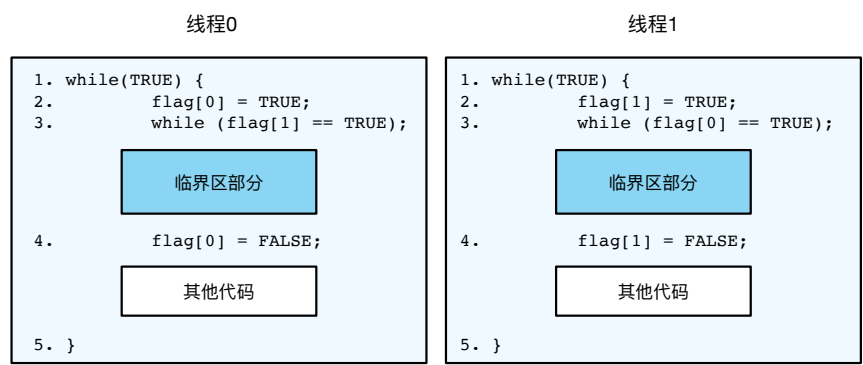 线程0
1. while(TRUE) {
2. flag[0] = TRUE;
3. while (flag[1] == TRUE);
临界区部分
4. flag[0] = FALSE;
其他代码
5. }
线程1
1. while(TRUE) {
2. flag[1] = TRUE;
3. while (flag[0] == TRUE);
临界区部分
4. flag[1] = FALSE;
其他代码
5. }